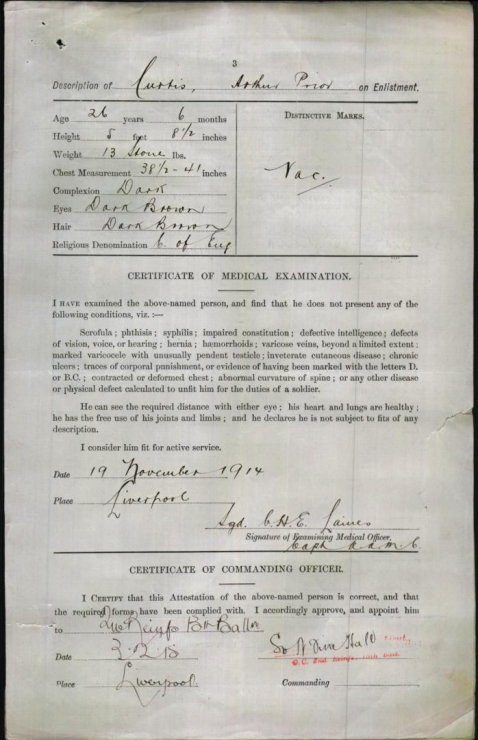 3
Description of Curtis, Arthur Prior on Enlistment.
Age 26 years 6 months
Height 5 feet 8½ inches
Weight 13 Stone lbs.
Chest Measurement 38½-41 inches
Complexion Dark
Eyes Dark Brown
Hair Dark Brown
Religious Denomination C. of Eng
DISTINCTIVE MARKS.
Vac.
CERTIFICATE OF MEDICAL EXAMINATION.
I HAVE examined the above-named person, and find that he does not present any of the
following conditions, viz. :—
Scrofula; phthisis; syphilis; impaired constitution; defective intelligence; defects
of vision, voice, or hearing; hernia; hæmorrhoids; varicose veins, beyond a limited extent;
marked varicocele with unusually pendent testicle; inveterate cutaneous disease; chronic
ulcers; traces of corporal punishment, or evidence of having been marked with the letters D.
or B.C.; contracted or deformed chest; abnormal curvature of spine; or any other disease
or physical defect calculated to unfit him for the duties of a soldier.
He can see the required distance with either eye; his heart and lungs are healthy;
he has the free use of his joints and limbs; and he declares he is not subject to fits of any
description.
I consider him fit for active service.
Date 19 November 1914
Place Liverpool
Sgd. C.H.E.
Signature of Examining Medical Officer.
Capt A.A.M.C
CERTIFICATE OF COMMANDING OFFICER.
I CERTIFY that this Attestation of the above-named person is correct, and that
the required forms have been complied with. I accordingly approve, and appoint him
to
Date 3.2.15
Hall
Place Liverpool.
Commanding